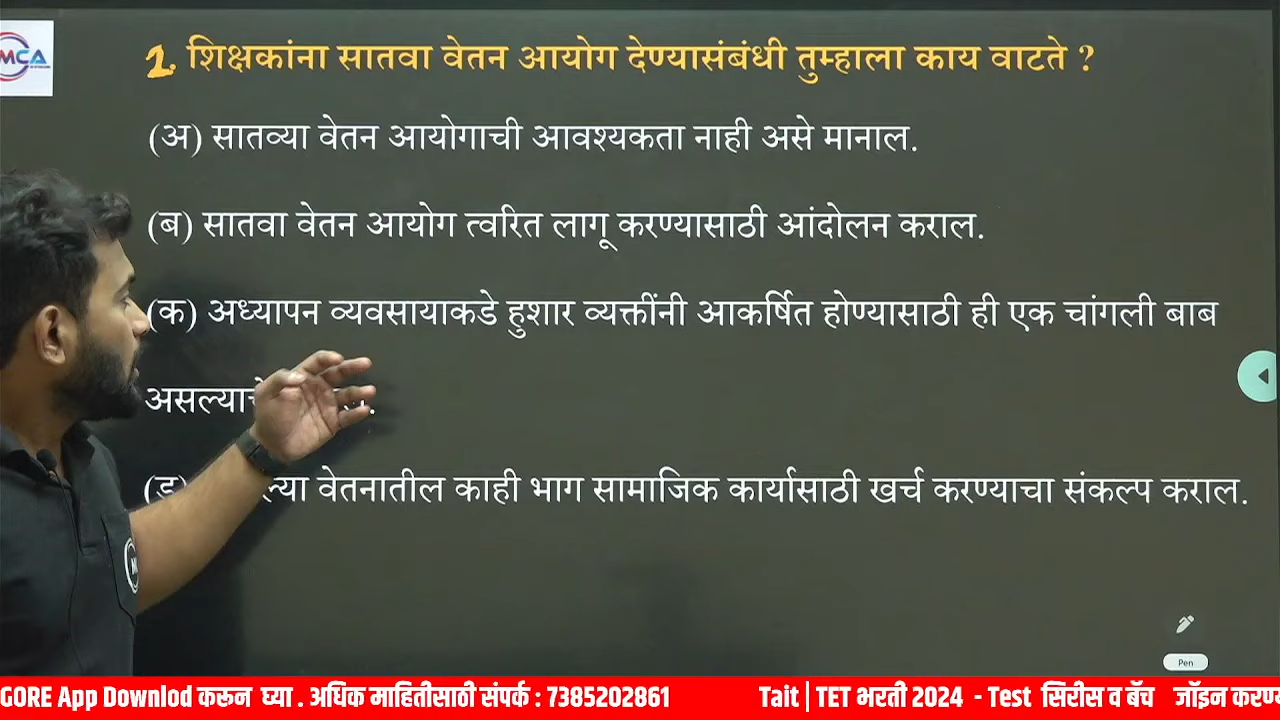 MCA
1. शिक्षकांना सातवा वेतन आयोग देण्यासंबंधी तुम्हाला काय वाटते ?
(अ) सातव्या वेतन आयोगाची आवश्यकता नाही असे मानाल.
(ब) सातवा वेतन आयोग त्वरित लागू करण्यासाठी आंदोलन कराल.
(क) अध्यापन व्यवसायाकडे हुशार व्यक्तींनी आकर्षित होण्यासाठी ही एक चांगली बाब
(ड) वेतनातील काही भाग सामाजिक कार्यासाठी खर्च करण्याचा संकल्प कराल.
Pen
GORE App Downlod करून घ्या . अधिक माहितीसाठी संपर्क : 7385202861 Tait | TET भरती 2024 - Test सिरीस व बॅच जॉइन